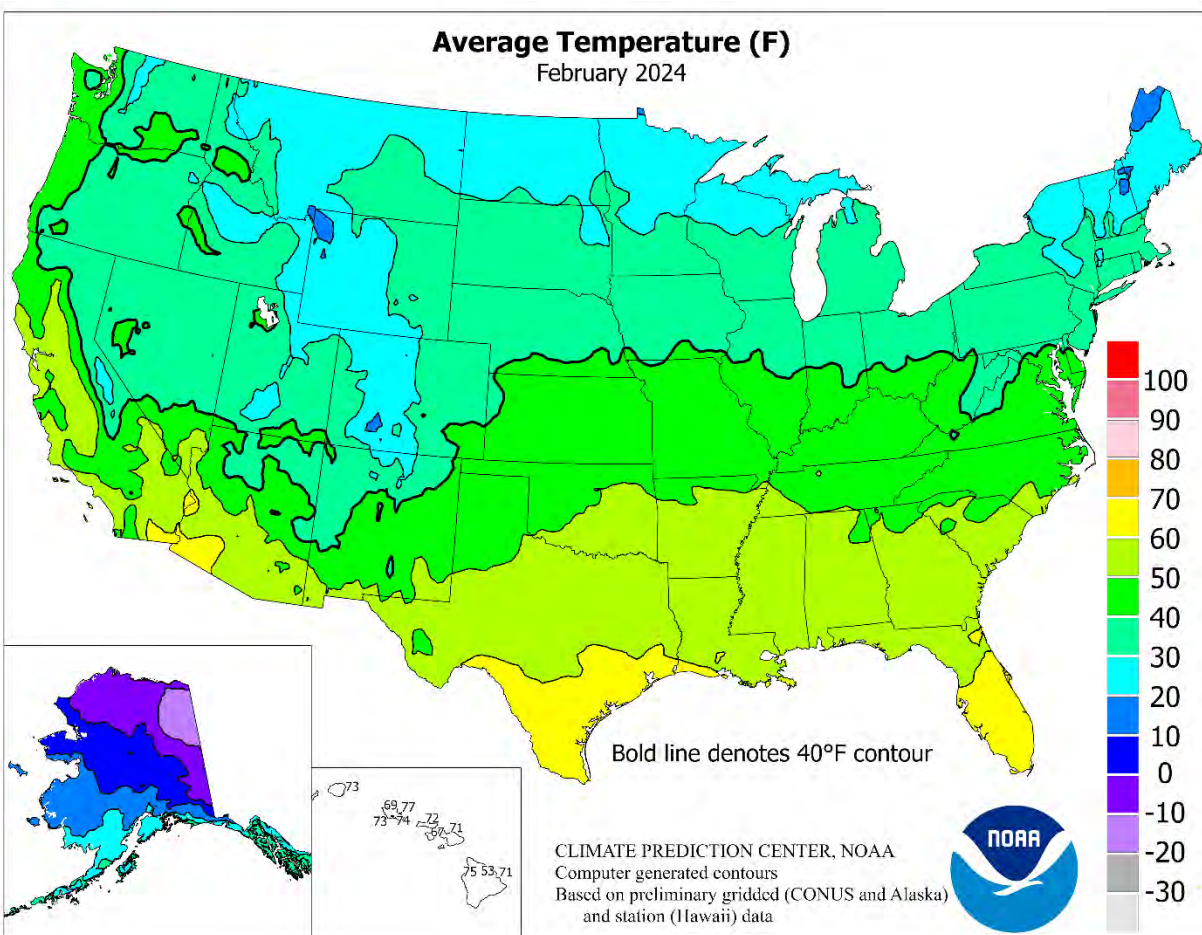 Average Temperature (F)
February 2024
100
90
80
70
60
50
40
30
20
10
0
-10
-20
-30
Bold line denotes 40°F contour
73
69 77
73 74
72
67 71
75 53 71
CLIMATE PREDICTION CENTER, NOAA
Computer generated contours
Based on preliminary gridded (CONUS and Alaska)
and station (Hawaii) data
NOAA